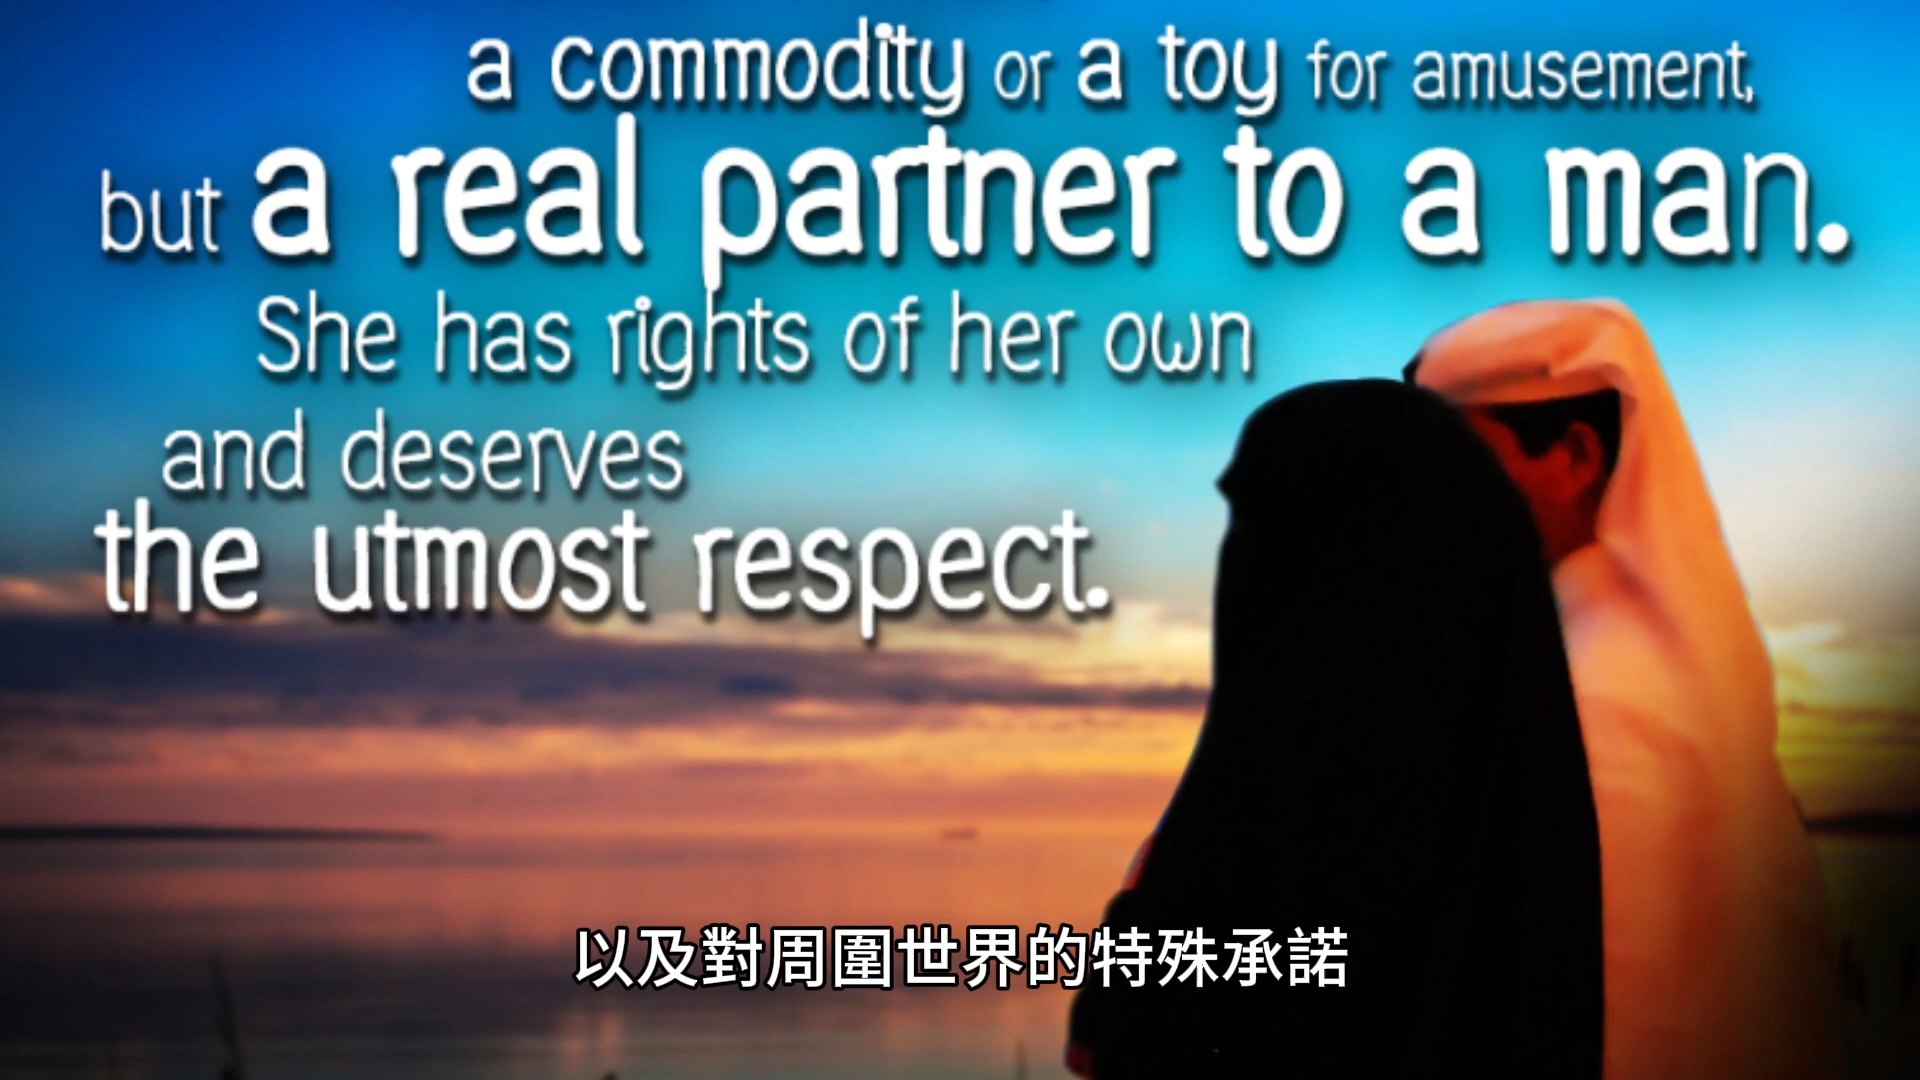 a commodity or a toy for amusement,
but a real partner to a man.
She has rights of her own
and deserves
the utmost respect.
以及對周圍世界的特殊承諾